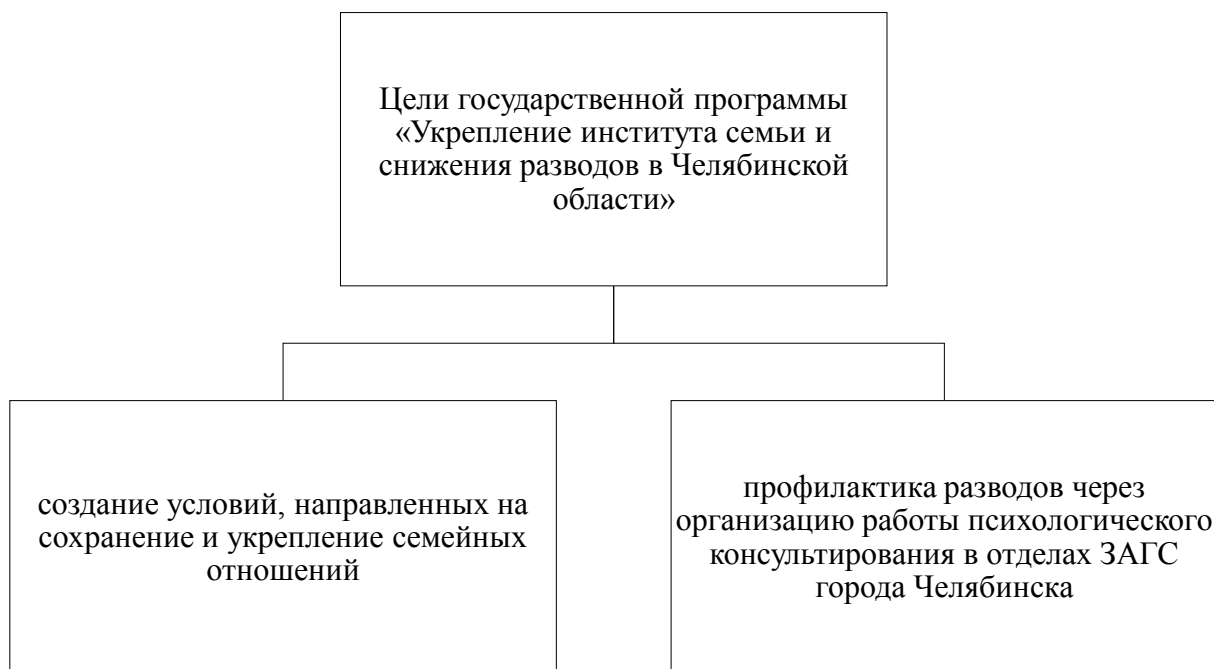 Цели государственной программы
«Укрепление института семьи и
снижения разводов в Челябинской
области»
создание условий, направленных на
сохранение и укрепление семейных
отношений
профилактика разводов через
организацию работы психологического
консультирования в отделах ЗАГС
города Челябинска